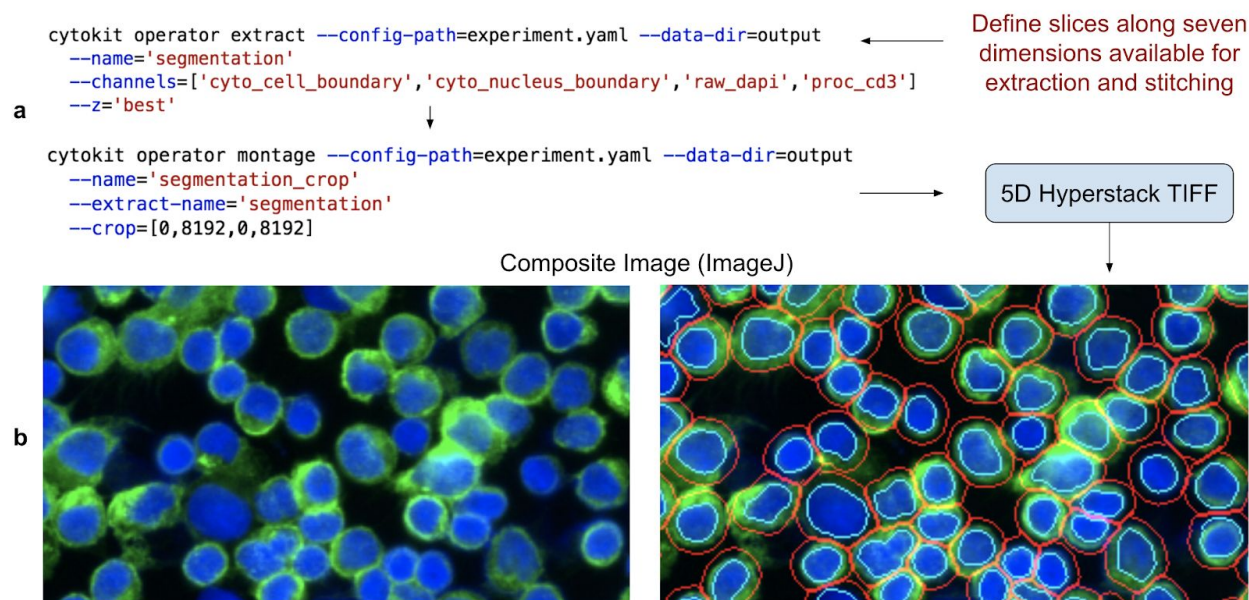 a
cytokit operator extract --config-path=experiment.yaml --data-dir=output
--name='segmentation'
--channels=['cyto_cell_boundary','cyto_nucleus_boundary','raw_dapi','proc_cd3']
--z='best'
Define slices along seven
dimensions available for
extraction and stitching
cytokit operator montage --config-path=experiment.yaml --data-dir=output
--name='segmentation_crop'
--extract-name='segmentation'
--crop=[0,8192,0,8192]
5D Hyperstack TIFF
Composite Image (ImageJ)
b